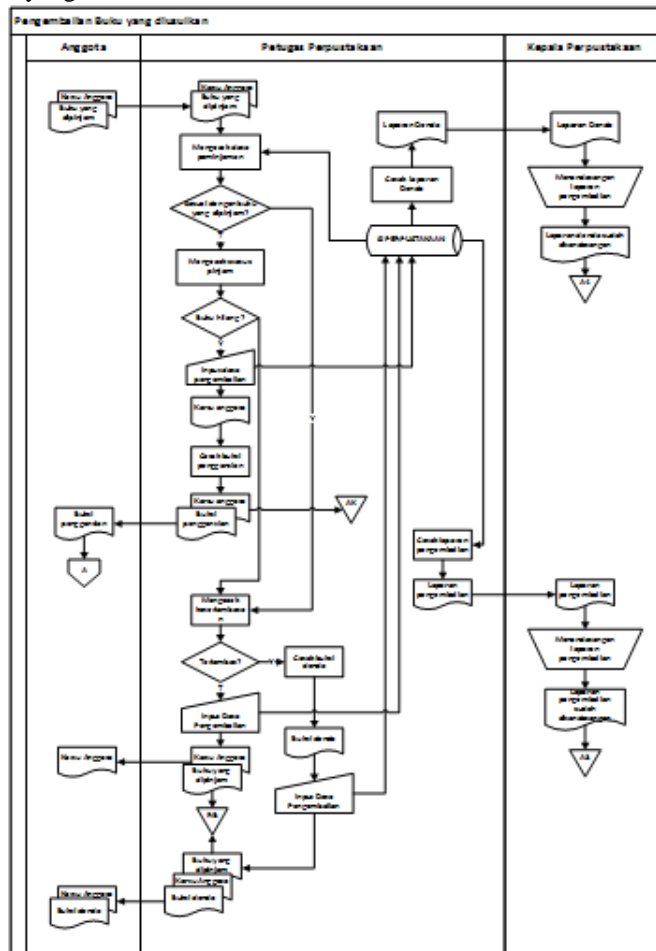 Pengembalian Buku yang diusulkan
Anggota
Petugas Perpustakaan
Kepala Perpustakaan
Kartu Anggota
Buku yang
dipinjam
Kartu Anggota
Buku yang
dipinjam
Mengecek data
peminjaman
Sesuai dengan buku
yang dipinjam?
Y
Mengecek status
pinjam
Buku hilang?
Y
Input data
pengembalian
Kartu anggota
Cetak bukti
penggantian
Kartu anggota
Bukti
penggantian
Bukti
penggantian
A
Y
Laporan Denda
Cetak laporan
Denda
Laporan Denda
Menandatangani
laporan
pengembalian
Laporan denda sudah
ditandatangani
Cetak laporan
pengembalian
Laporan
pengembalian
Laporan
pengembalian
Menandatangani
laporan
pengembalian
Laporan
pengembalian
sudah
ditandatangani
Mengecek
keterlambata
n
Terlambat?
Y
Cetak bukti
denda
Bukti denda
Input Data
Pengembalian
Input Data
Pengembalian
Kartu Anggota
Kartu Anggota
Buku yang
dipinjam
Buku yang
dipinjam
Kartu Anggota
Bukti denda
Kartu Anggota
Bukti denda